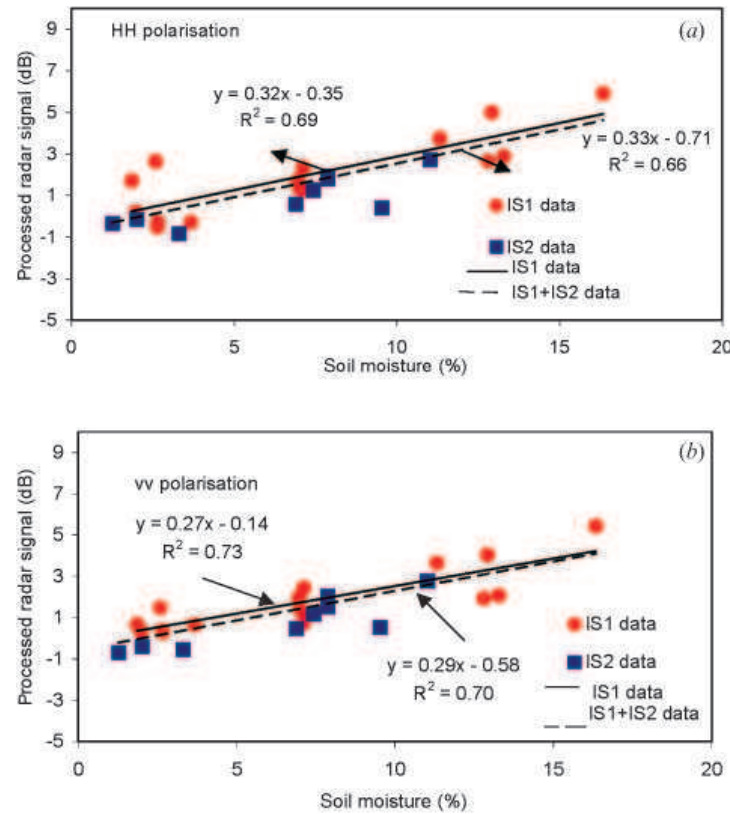 HH polarisation
(a)
y = 0.32x - 0.35
R² = 0.69
y = 0.33x - 0.71
R² = 0.66
IS1 data
IS2 data
IS1 data
IS1+IS2 data
9
7
5
3
1
-1
-3
-5
Processed radar signal (dB)
0 5 10 15 20
Soil moisture (%)
(b)
vv polarisation
y = 0.27x - 0.14
R² = 0.73
y = 0.29x - 0.58
R² = 0.70
IS1 data
IS2 data
IS1 data
IS1+IS2 data
9
7
5
3
1
-1
-3
-5
Processed radar signal (dB)
0 5 10 15 20
Soil moisture (%)